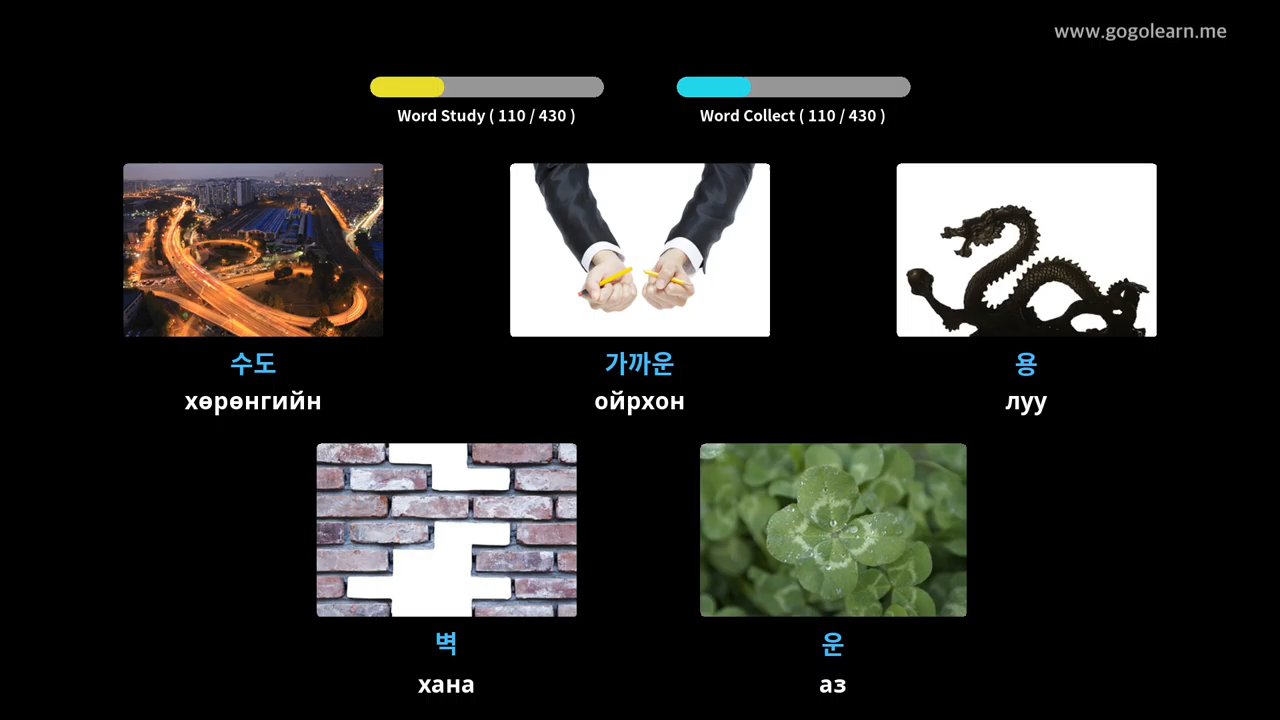 www.gogolearn.me
Word Study ( 110 / 430 )
Word Collect ( 110 / 430 )
수도
хөрөнгийн
가까운
ойрхон
용
луу
벽
хана
운
аз